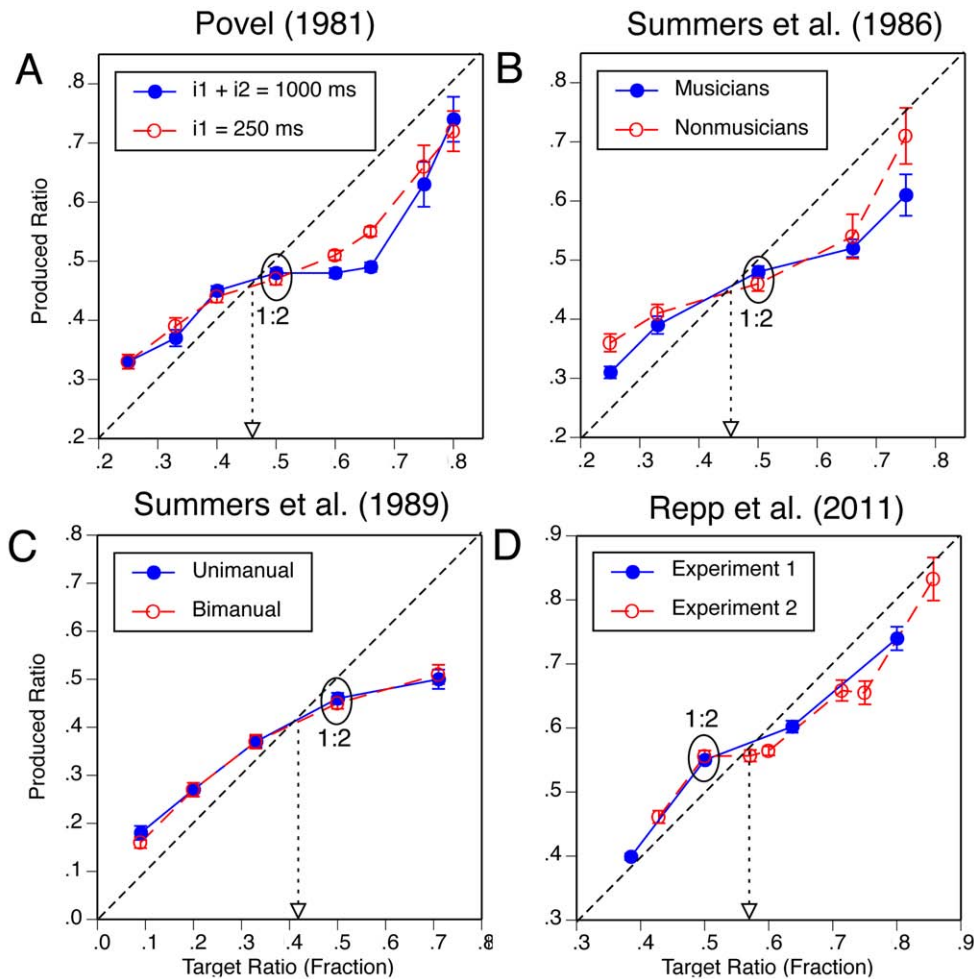 Povel (1981)
Summers et al. (1986)
A
B
Produced Ratio
.8
.7
.6
.5
.4
.3
.2
i1 + i2 = 1000 ms
i1 = 250 ms
1:2
.2 .3 .4 .5 .6 .7 .8
.8
.7
.6
.5
.4
.3
.2
Musicians
Nonmusicians
1:2
.2 .3 .4 .5 .6 .7 .8
Summers et al. (1989)
Repp et al. (2011)
C
D
Produced Ratio
.8
.7
.6
.5
.4
.3
.2
.1
.0
Unimanual
Bimanual
1:2
.0 .1 .2 .3 .4 .5 .6 .7 .8
Target Ratio (Fraction)
.9
.8
.7
.6
.5
.4
.3
Experiment 1
Experiment 2
1:2
.3 .4 .5 .6 .7 .8 .9
Target Ratio (Fraction)